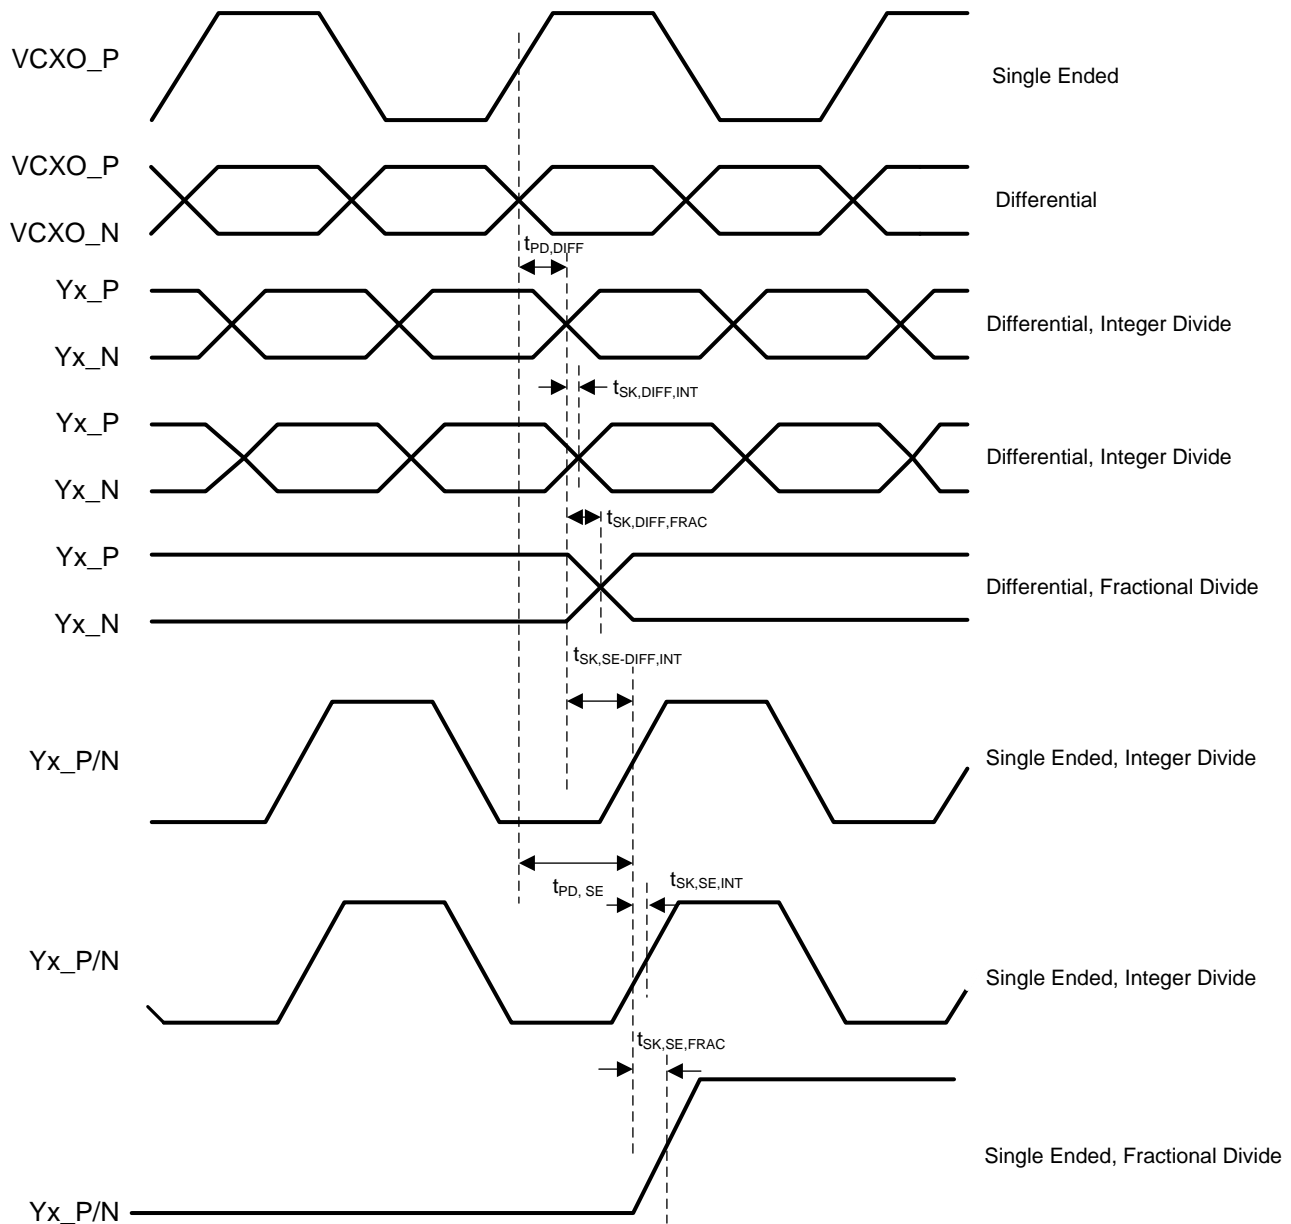 VCXO_P
Single Ended
VCXO_P
Differential
VCXO_N
tPD,DIFF
Yx_P
Differential, Integer Divide
Yx_N
tSK,DIFF,INT
Yx_P
Differential, Integer Divide
Yx_N
tSK,DIFF,FRAC
Yx_P
Differential, Fractional Divide
Yx_N
tSK,SE-DIFF,INT
Yx_P/N
Single Ended, Integer Divide
tPD, SE
tSK,SE,INT
Yx_P/N
Single Ended, Integer Divide
tSK,SE,FRAC
Single Ended, Fractional Divide
Yx_P/N